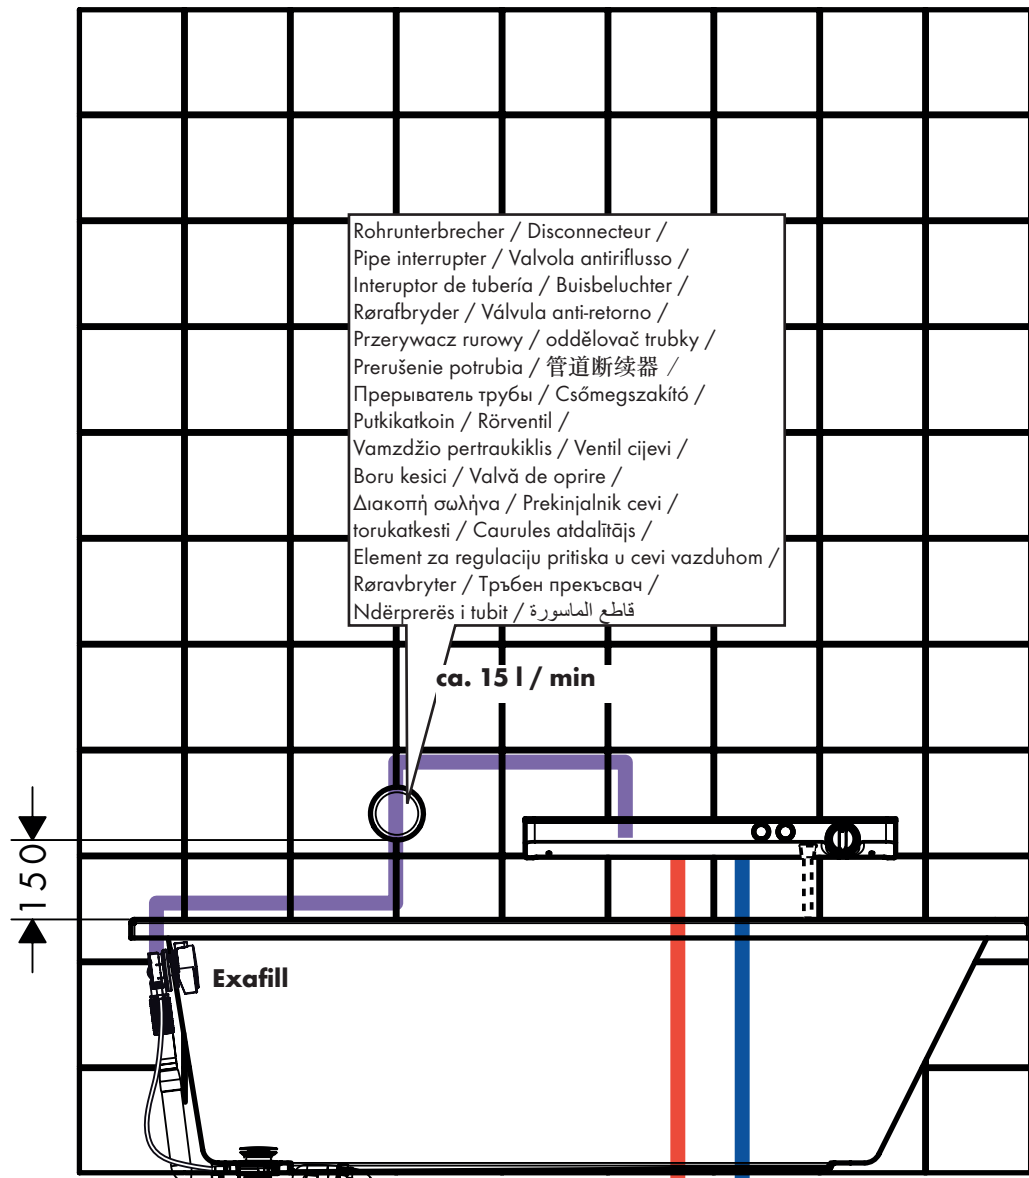 Rohrunterbrecher / Disconnecteur /
Pipe interrupter / Valvola antiriflusso /
Interuptor de tubería / Buisbeluchter /
Rørafbryder / Válvula anti-retorno /
Przerywacz rurowy / oddělovač trubky /
Prerušenie potrubia / 管道断续器 /
Прерыватель трубы / Csőmegszakító /
Putkikatkoin / Rörventil /
Vamzdžio pertraukiklis / Ventil cijevi /
Boru kesici / Valvă de oprire /
Διακοπή σωλήνα / Prekinjalnik cevi /
torukatkesti / Caurules atdalītājs /
Element za regulaciju pritiska u cevi vazduhom /
Røravbryter / Тръбен прекъсвач /
Ndërprerës i tubit / قاطع الماسورة
ca. 15 l / min
150
Exafill